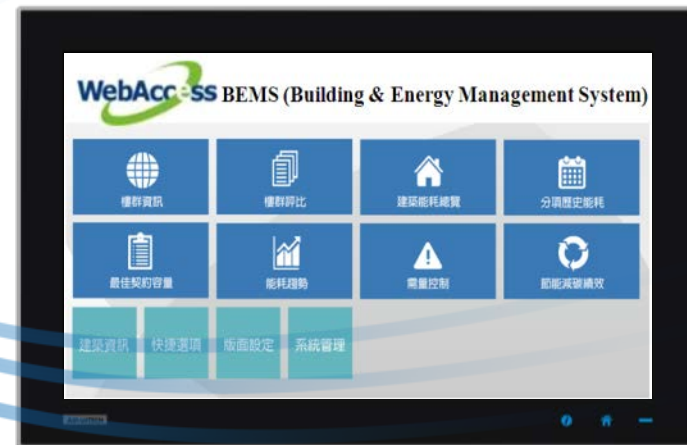 WebAccess BEMS (Building & Energy Management System)
樓群資訊
樓群評比
建築能耗總覽
分項歷史能耗
最佳契約容量
能耗趨勢
需量控制
節能減碳績效
建築資訊
快捷選項
版面設定
系統管理
ADVANTECH